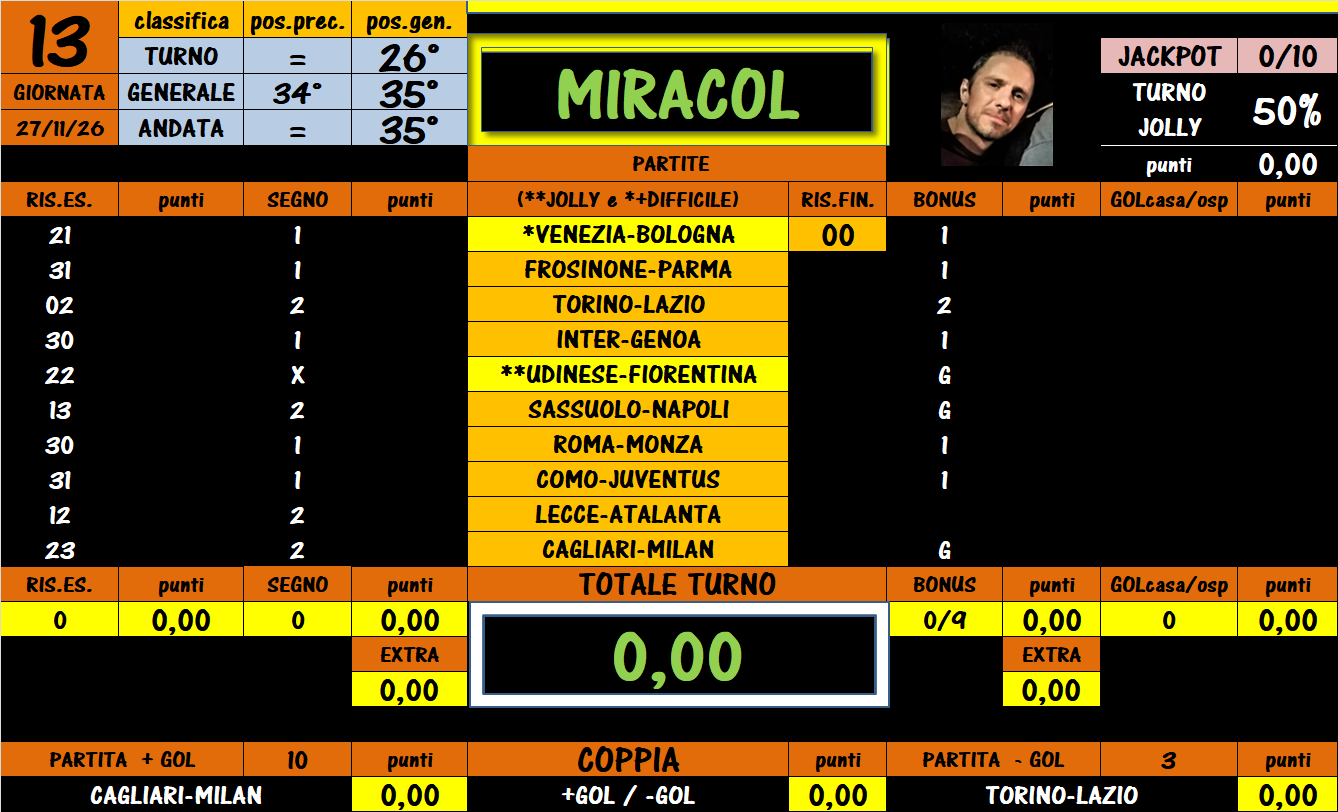 13 classifica pos.prec. pos.gen.
TURNO = 26° MIRACOL JACKPOT 0/10
GIORNATA GENERALE 34° 35° TURNO JOLLY 50%
27/11/26 ANDATA = 35°
PARTITE punti 0,00
RIS.ES. punti SEGNO punti (**JOLLY e *+DIFFICILE) RIS.FIN. BONUS punti GOLcasa/osp punti
21 1 *VENEZIA-BOLOGNA 00 1
31 1 FROSINONE-PARMA 1
02 2 TORINO-LAZIO 2
30 1 INTER-GENOA 1
22 X **UDINESE-FIORENTINA G
13 2 SASSUOLO-NAPOLI G
30 1 ROMA-MONZA 1
31 1 COMO-JUVENTUS 1
12 2 LECCE-ATALANTA
23 2 CAGLIARI-MILAN G
RIS.ES. punti SEGNO punti TOTALE TURNO BONUS punti GOLcasa/osp punti
0 0,00 0 0,00 0,00 0/9 0,00 0 0,00
EXTRA EXTRA
0,00 0,00
PARTITA + GOL 10 punti COPPIA punti PARTITA - GOL 3 punti
CAGLIARI-MILAN 0,00 +GOL / -GOL 0,00 TORINO-LAZIO 0,00